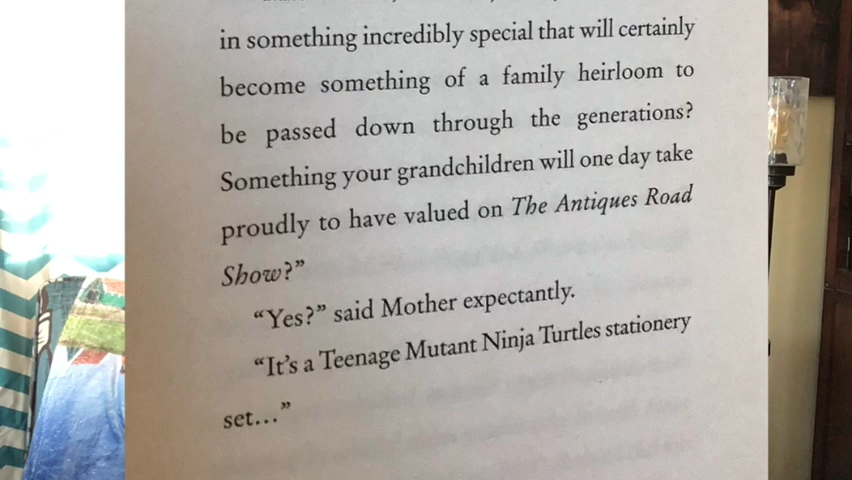 in something incredibly special that will certainly
become something of a family heirloom to
be passed down through the generations?
Something your grandchildren will one day take
proudly to have valued on The Antiques Road
Show?”
“Yes?” said Mother expectantly.
“It’s a Teenage Mutant Ninja Turtles stationery
set...”